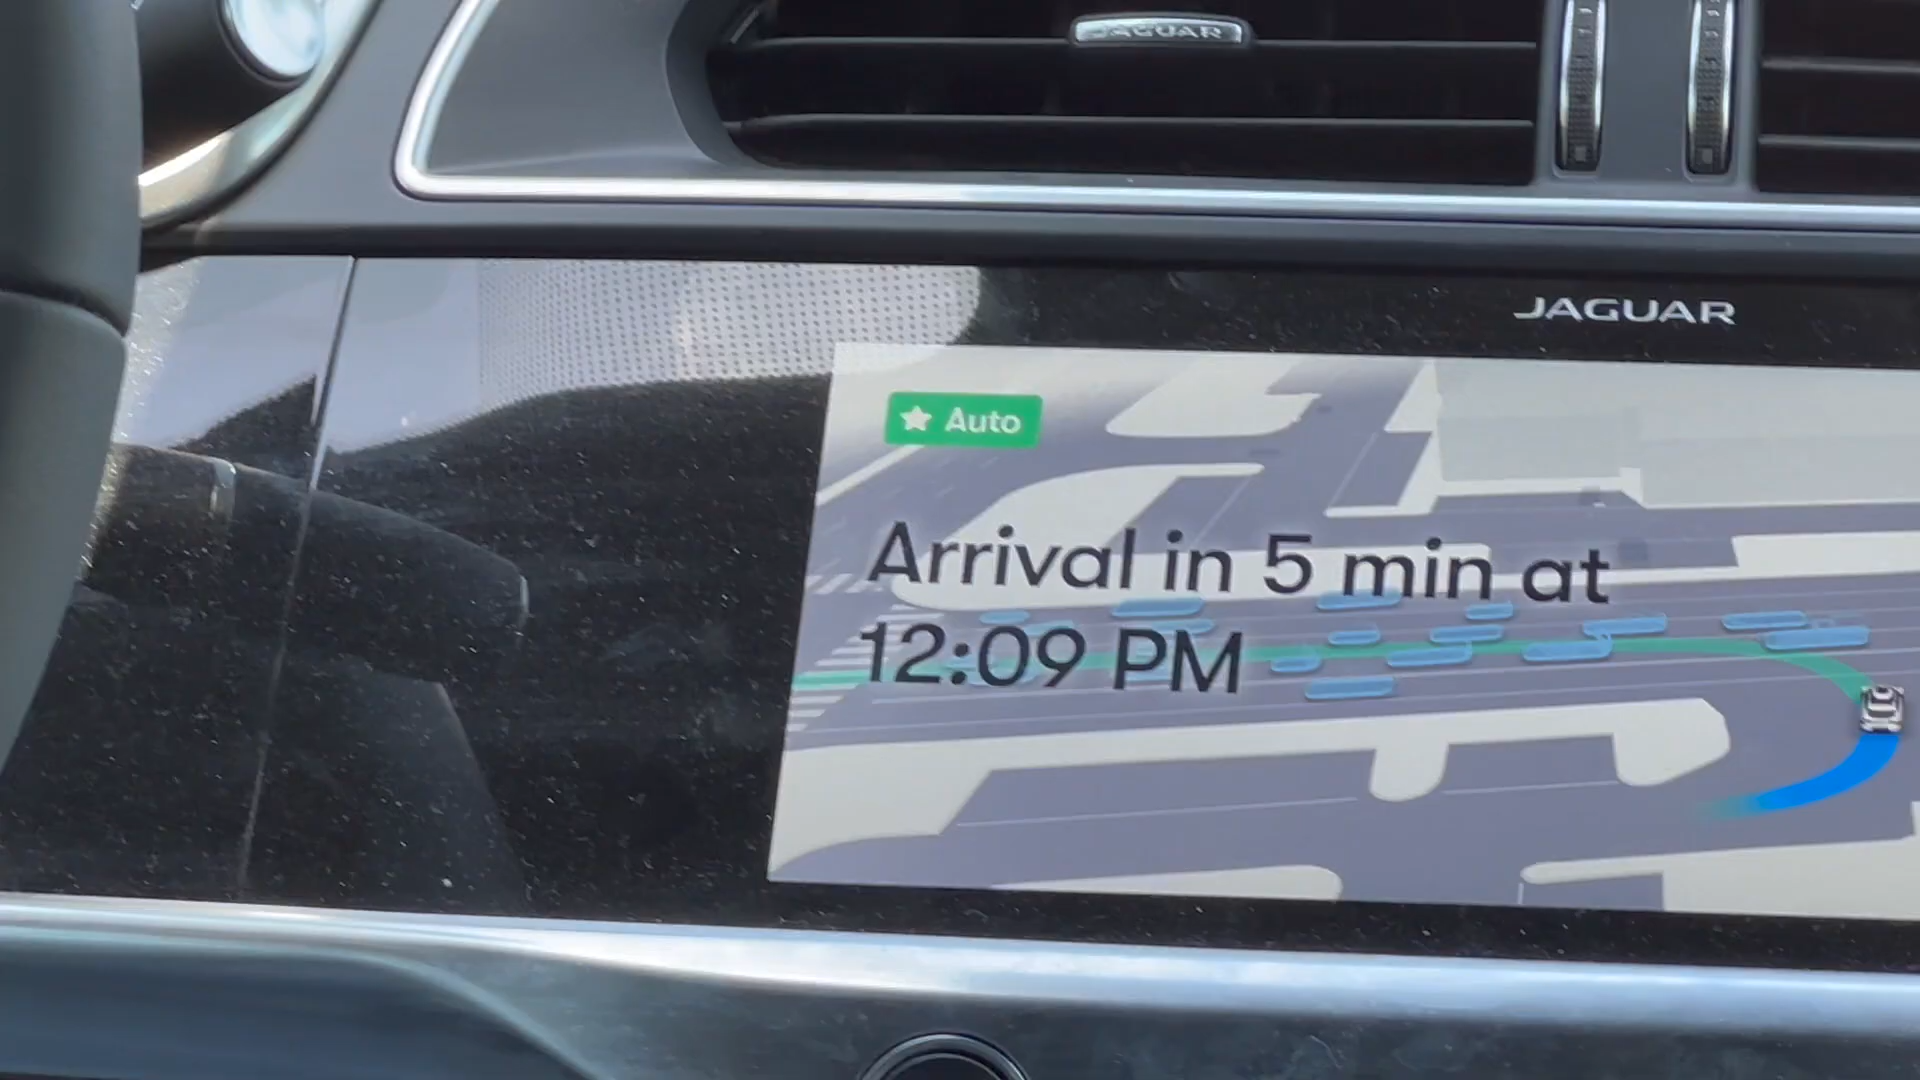 JAGUAR
JAGUAR
Auto
Arrival in 5 min at
12:09 PM